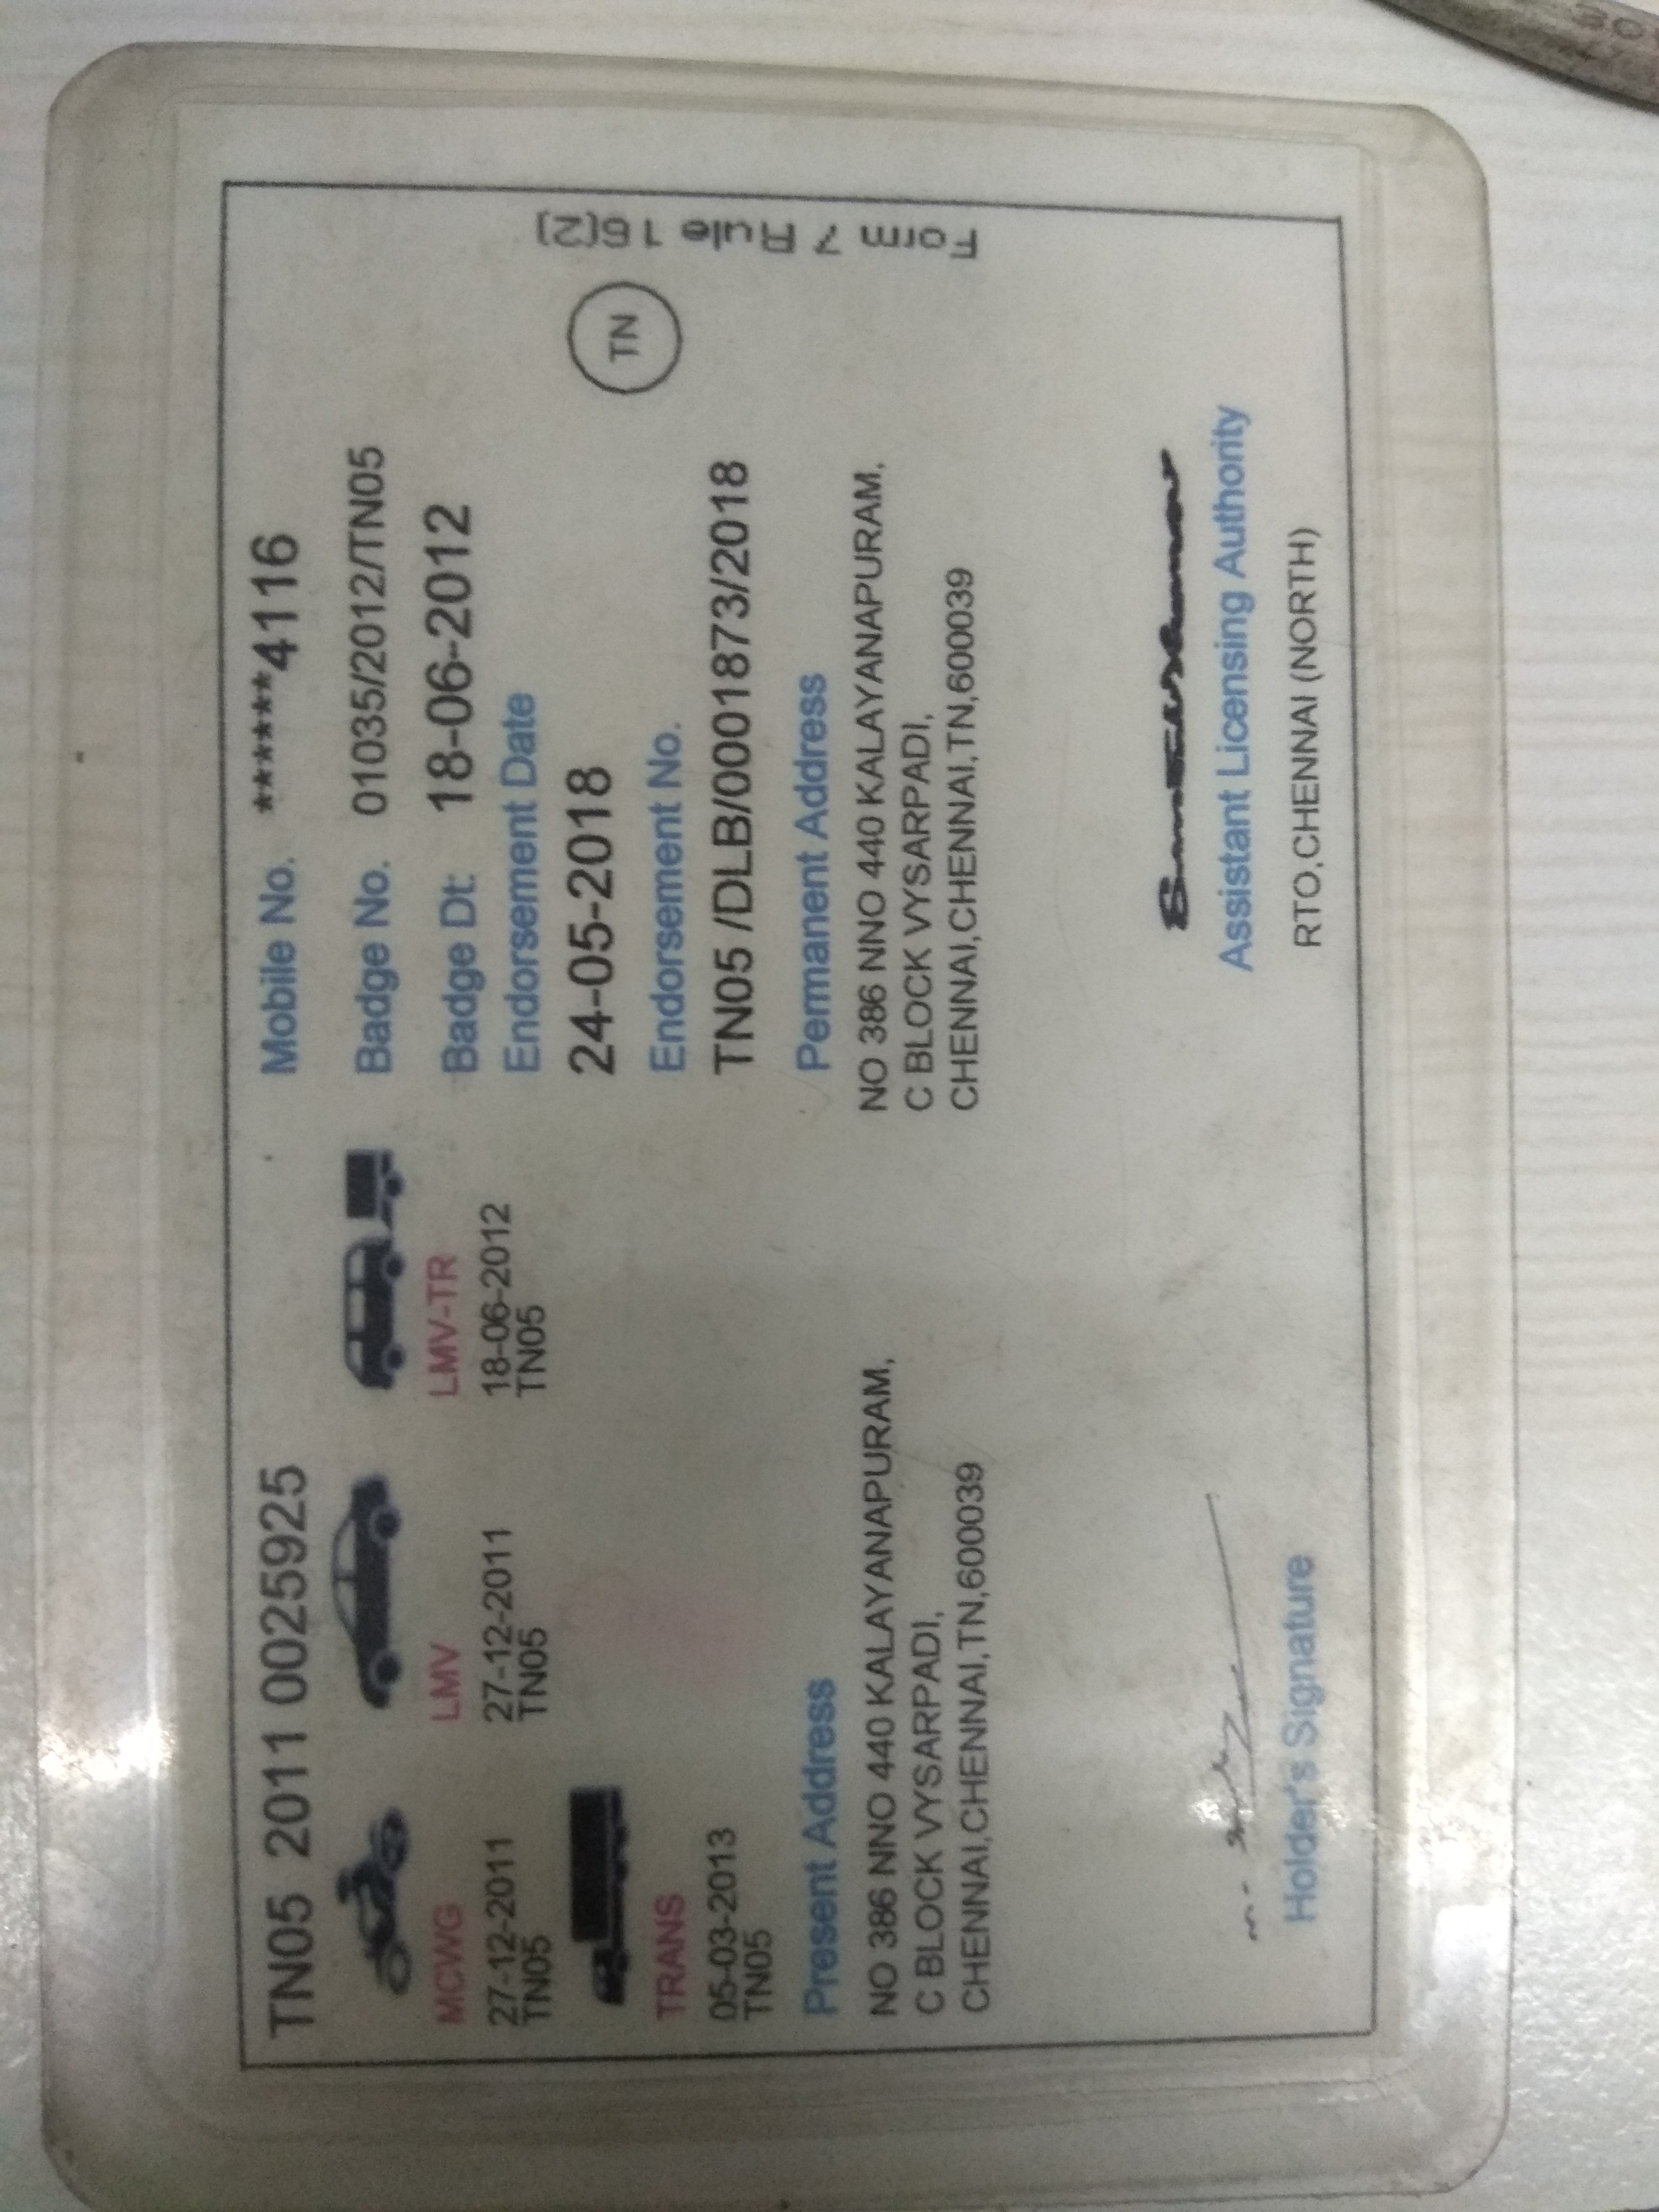 TN05 2011 0025925
MCWG
27-12-2011
TN05
LMV
27-12-2011
TN05
LMV-TR
18-06-2012
TN05
TRANS
05-03-2013
TN05
Mobile No. ******4116
Badge No. 01035/2012/TN05
Badge Dt: 18-06-2012
Endorsement Date
24-05-2018
Endorsement No.
TN05 /DLB/0001873/2018
TN
Form 7 Rule 16(2)
Present Address
NO 386 NNO 440 KALAYANAPURAM,
C BLOCK VYSARPADI,
CHENNAI,CHENNAI,TN,600039
Permanent Address
NO 386 NNO 440 KALAYANAPURAM,
C BLOCK VYSARPADI,
CHENNAI,CHENNAI,TN,600039
Holder's Signature
Assistant Licensing Authority
RTO,CHENNAI (NORTH)